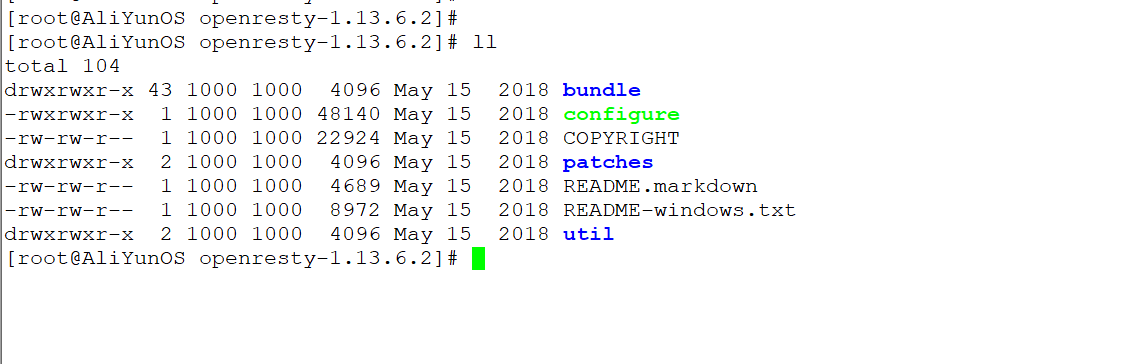 [root@AliYunOS openresty-1.13.6.2]#
[root@AliYunOS openresty-1.13.6.2]# ll
total 104
drwxrwxr-x 43 1000 1000  4096 May 15  2018 bundle
-rwxrwxr-x  1 1000 1000 48140 May 15  2018 configure
-rw-rw-r--  1 1000 1000 22924 May 15  2018 COPYRIGHT
drwxrwxr-x  2 1000 1000  4096 May 15  2018 patches
-rw-rw-r--  1 1000 1000  4689 May 15  2018 README.markdown
-rw-rw-r--  1 1000 1000  8972 May 15  2018 README-windows.txt
drwxrwxr-x  2 1000 1000  4096 May 15  2018 util
[root@AliYunOS openresty-1.13.6.2]#